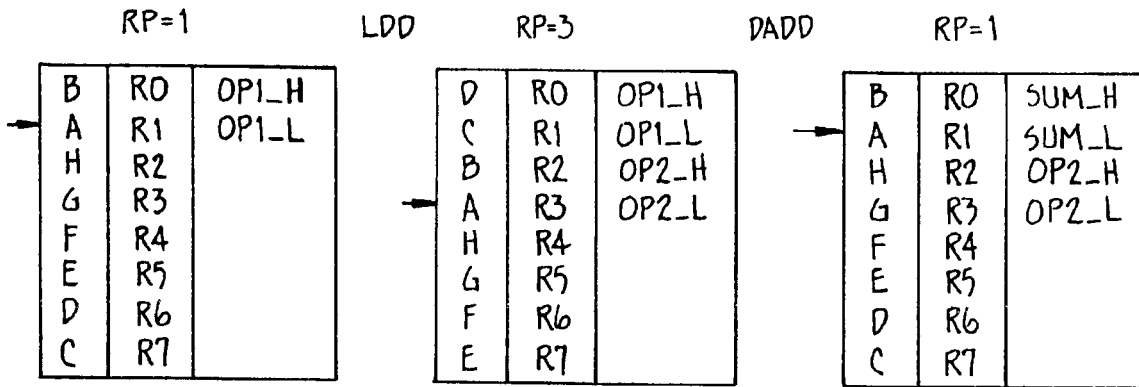 RP=1 LDD RP=3 DADD RP=1
B R0 OP1_H D R0 OP1_H B R0 SUM_H
A R1 OP1_L C R1 OP1_L A R1 SUM_L
H R2 B R2 OP2_H H R2 OP2_H
G R3 A R3 OP2_L G R3 OP2_L
F R4 H R4 F R4
E R5 G R5 E R5
D R6 F R6 D R6
C R7 E R7 C R7